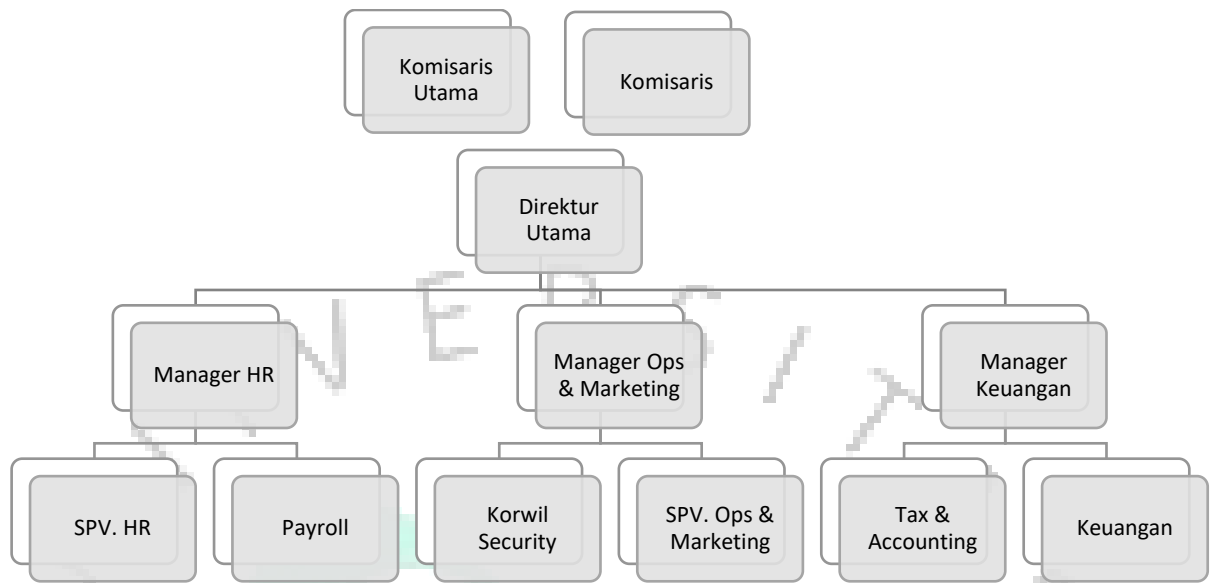 Komisaris
Utama
Komisaris
Direktur
Utama
Manager HR
Manager Ops
& Marketing
Manager
Keuangan
SPV. HR
Payroll
Korwil
Security
SPV. Ops &
Marketing
Tax &
Accounting
Keuangan